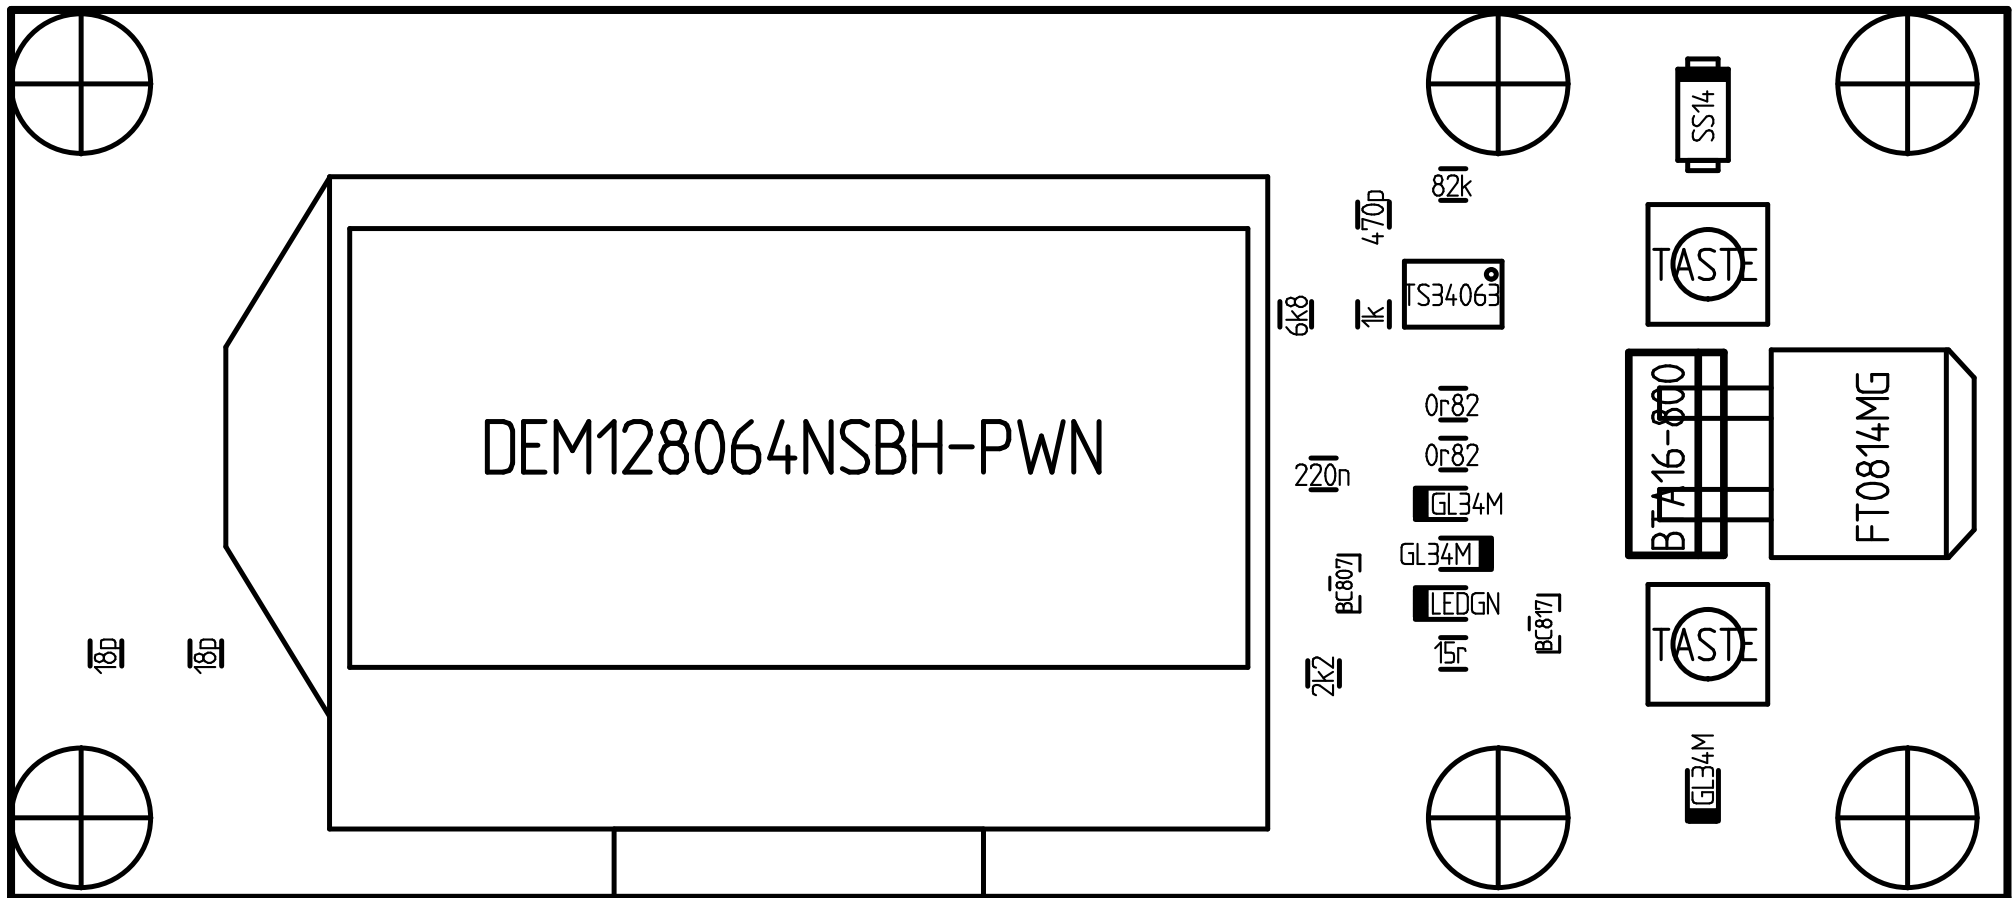 SS14
82k
470p
TASTE
TS34063
6k8
1k
0r82
BTA16-800
FT0814MG
DEM128064NSBH-PWN
0r82
220n
GL34M
GL34M
BC807
LEDGN
BC817
18p
18p
15r
TASTE
2k2
GL34M